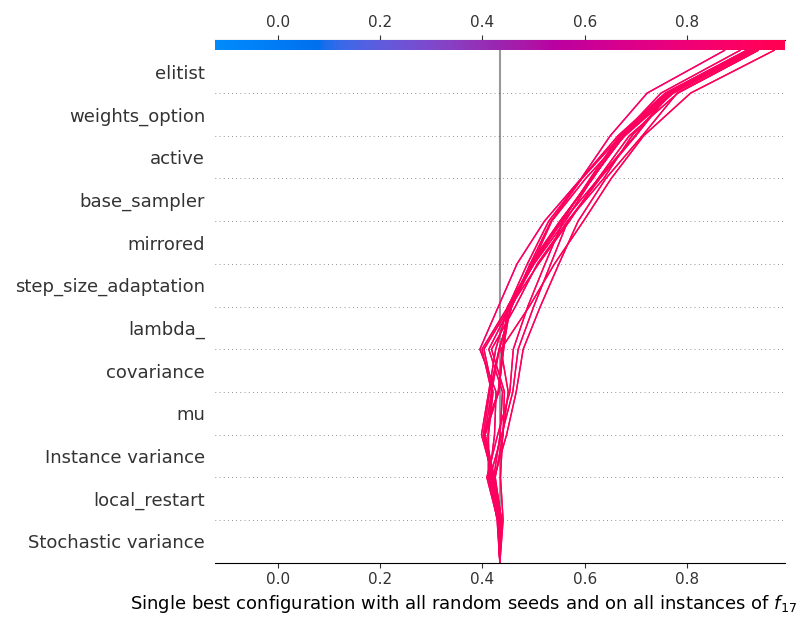 0.0 0.2 0.4 0.6 0.8
elitist
weights_option
active
base_sampler
mirrored
step_size_adaptation
lambda_
covariance
mu
Instance variance
local_restart
Stochastic variance
0.0 0.2 0.4 0.6 0.8
Single best configuration with all random seeds and on all instances of f17